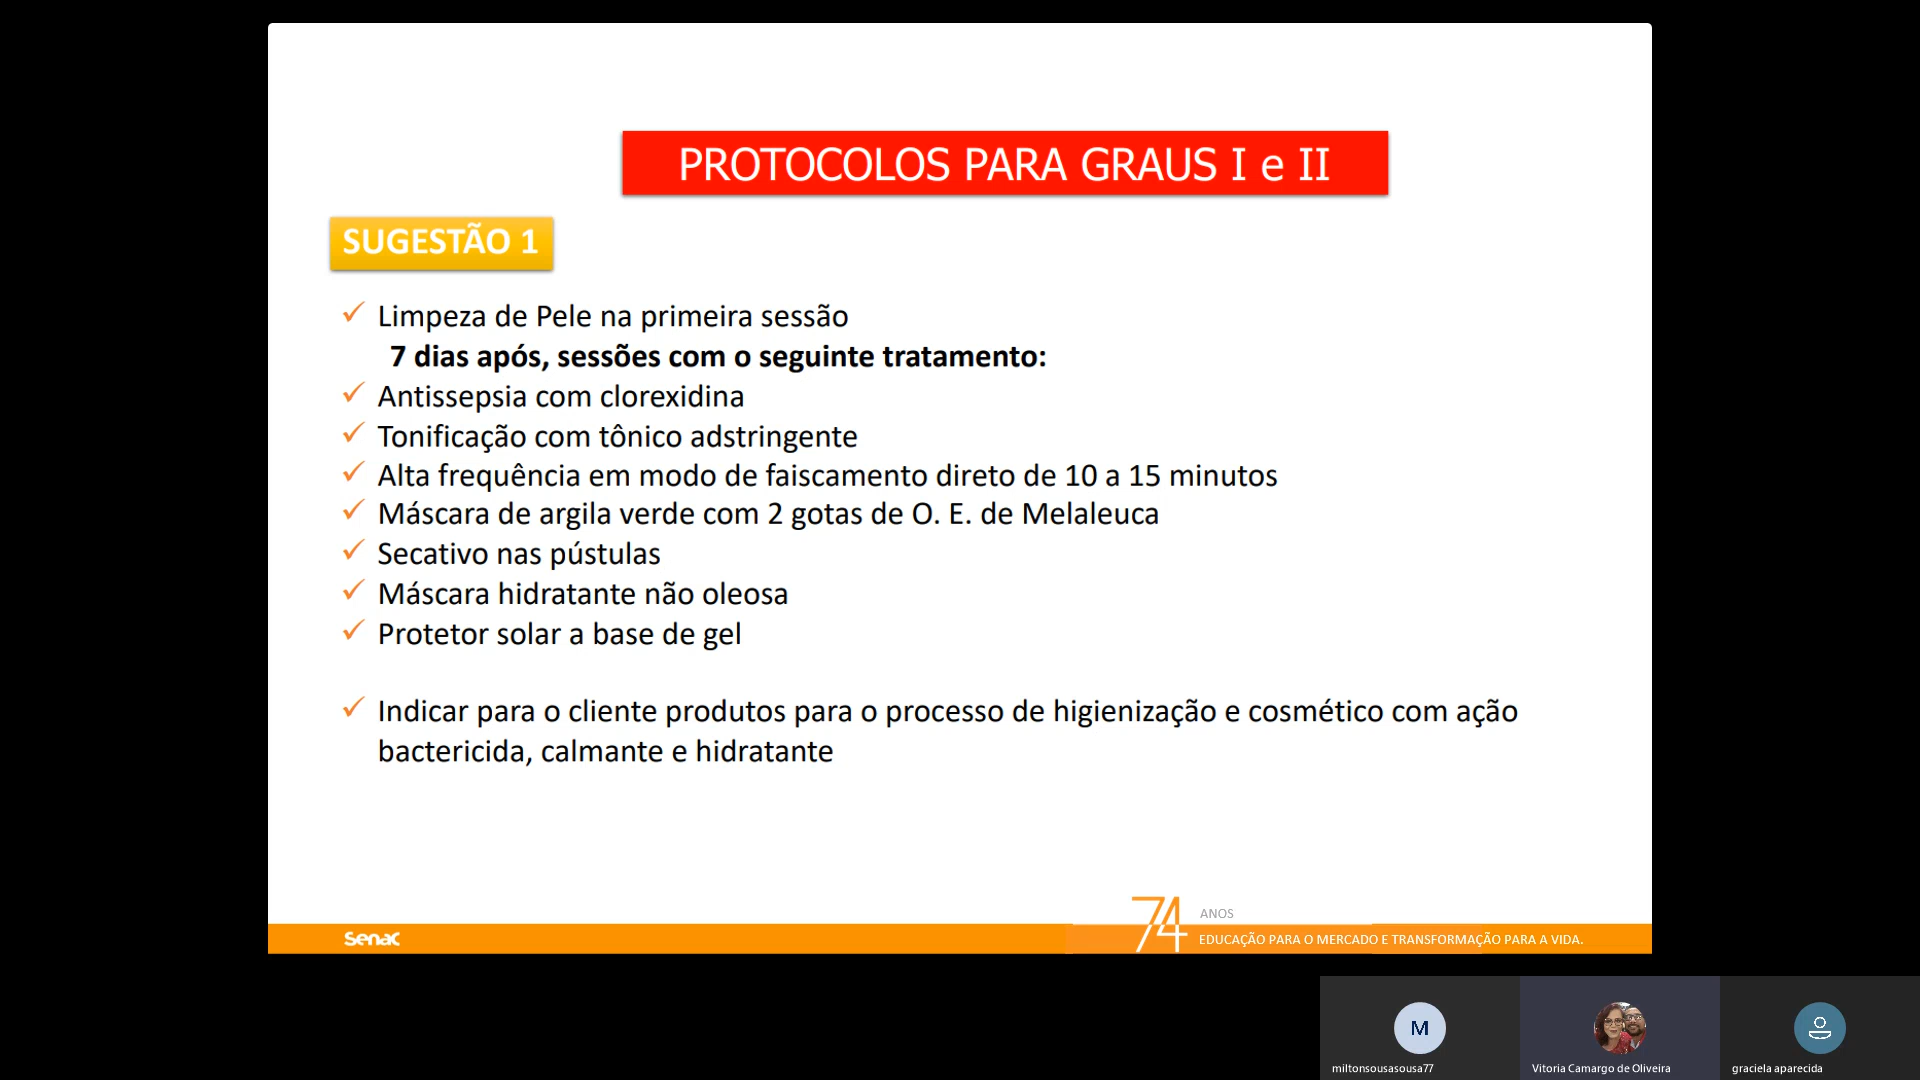 PROTOCOLOS PARA GRAUS I e II
SUGESTÃO 1
✓ Limpeza de Pele na primeira sessão
7 dias após, sessões com o seguinte tratamento:
✓ Antissepsia com clorexidina
✓ Tonificação com tônico adstringente
✓ Alta frequência em modo de faiscamento direto de 10 a 15 minutos
✓ Máscara de argila verde com 2 gotas de O. E. de Melaleuca
✓ Secativo nas pústulas
✓ Máscara hidratante não oleosa
✓ Protetor solar a base de gel
✓ Indicar para o cliente produtos para o processo de higienização e cosmético com ação
bactericida, calmante e hidratante
senac
74 ANOS
EDUCAÇÃO PARA O MERCADO E TRANSFORMAÇÃO PARA A VIDA.
M
miltonsousasousa77
Vitoria Camargo de Oliveira
graciela aparecida